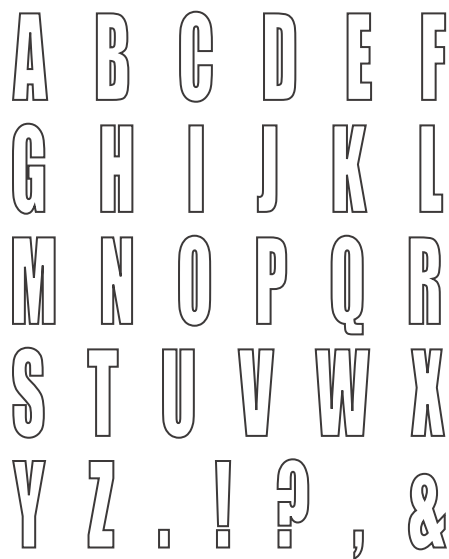 A B C D E F
G H I J K L
M N O P Q R
S T U V W X
Y Z . ! ? , &